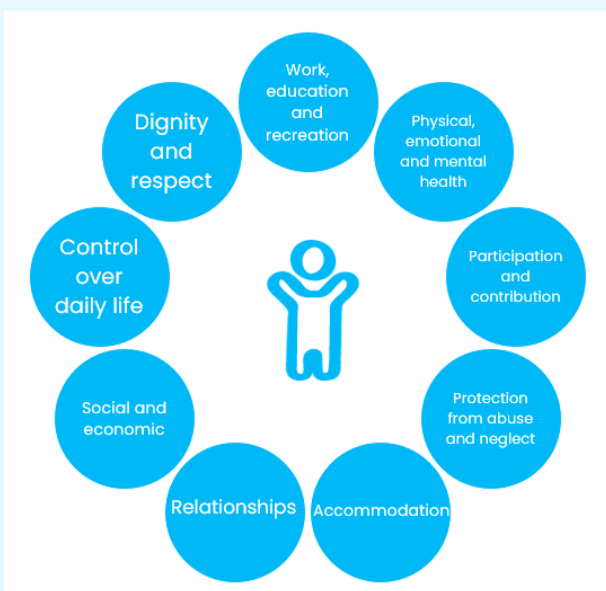 Work,
education
and
recreation
Physical,
emotional
and mental
health
Participation
and
contribution
Protection
from abuse
and neglect
Accommodation
Relationships
Social and
economic
Control
over
daily life
Dignity
and
respect